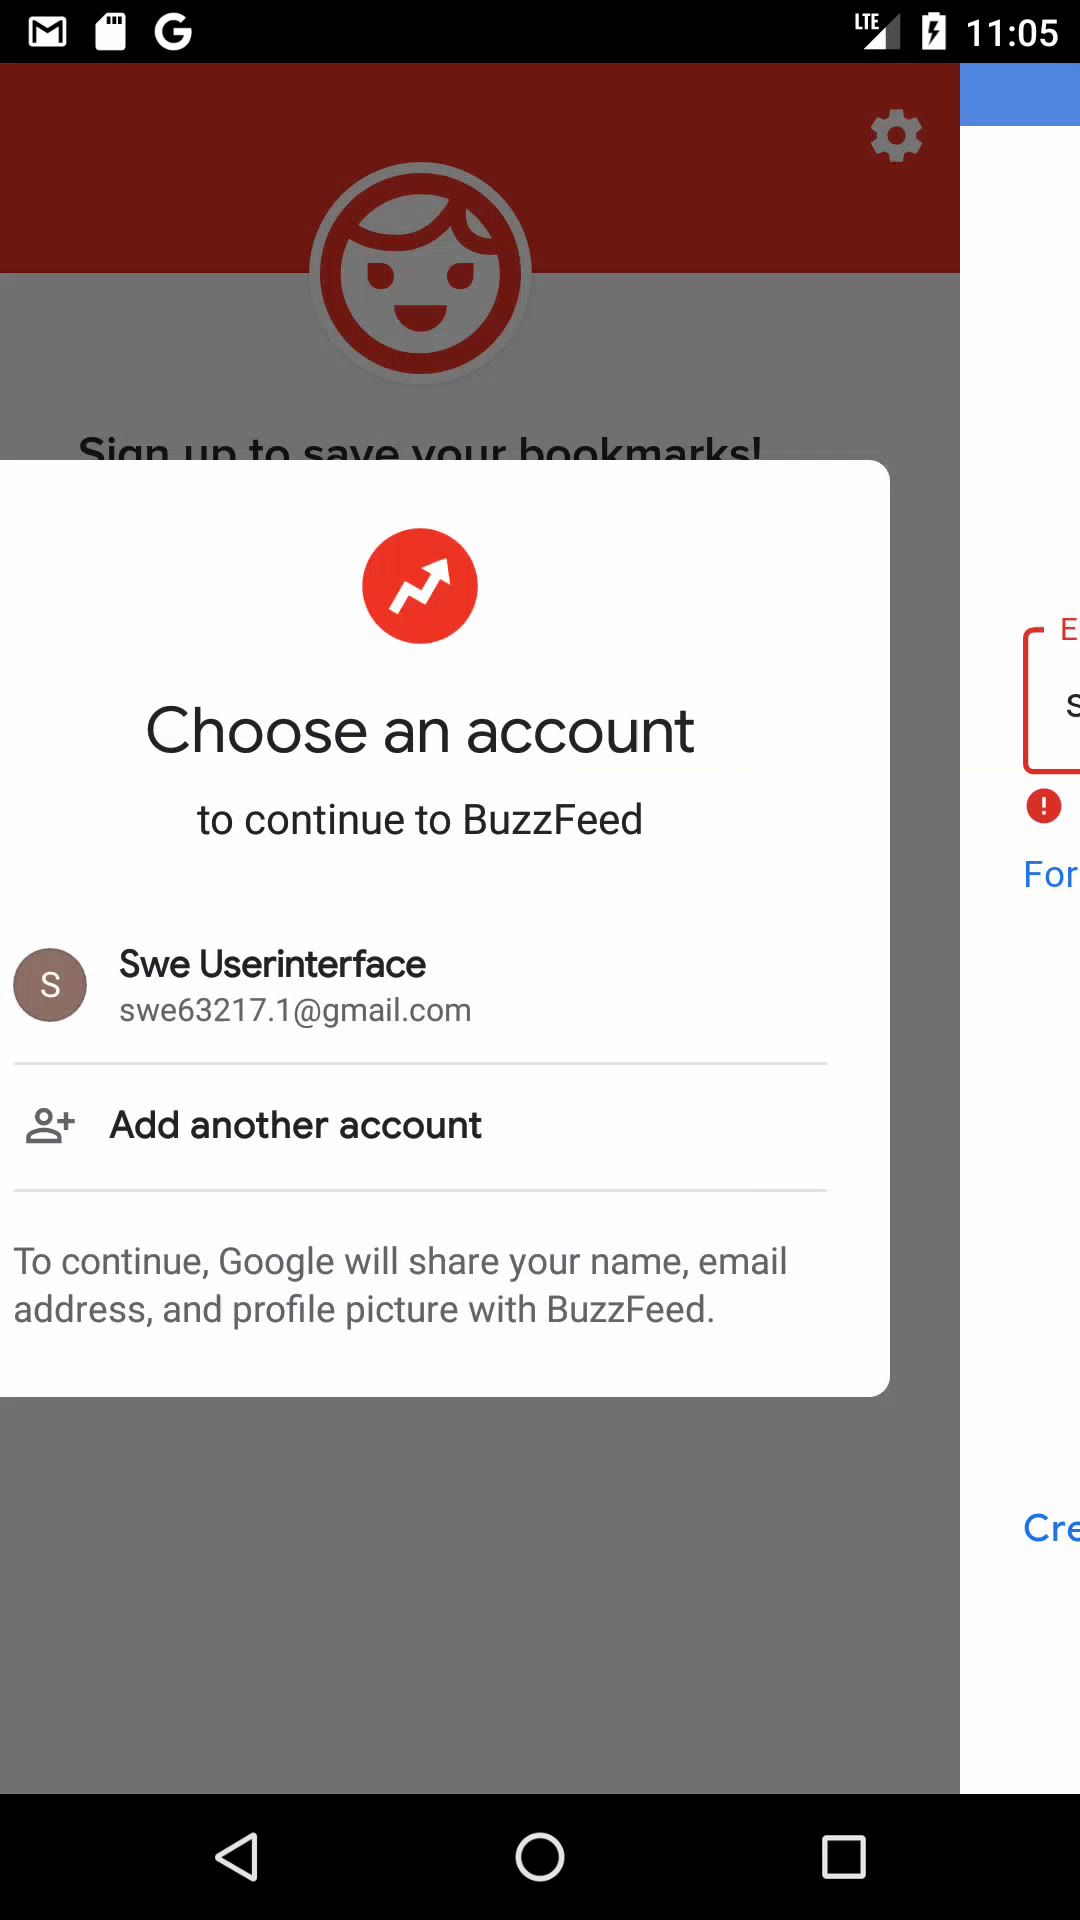 LTE 11:05
Sign up to save your bookmarks!
Choose an account
to continue to BuzzFeed
S
Swe Userinterface
swe63217.1@gmail.com
Add another account
To continue, Google will share your name, email
address, and profile picture with BuzzFeed.
E
s
For
Cre